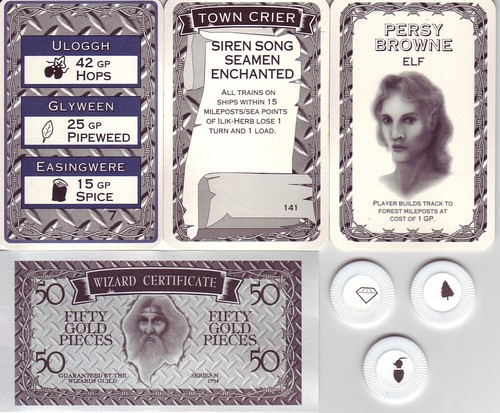 ULOGGH
42 GP
HOPS
GLYWEEN
25 GP
PIPEWEED
EASINGWERE
15 GP
SPICE
7
TOWN CRIER
SIREN SONG
SEAMEN
ENCHANTED
ALL TRAINS ON
SHIPS WITHIN 15
MILEPOSTS/SEA POINTS
OF ILIK-HERB LOSE 1
TURN AND 1 LOAD.
141
PERSY
BROWNE
ELF
PLAYER BUILDS TRACK TO
FOREST MILEPOSTS AT
COST OF 1 GP.
WIZARD CERTIFICATE
50 50
FIFTY FIFTY
GOLD GOLD
PIECES PIECES
50 50
GUARANTEED BY THE SERIES M
WIZARDS GUILD 1994